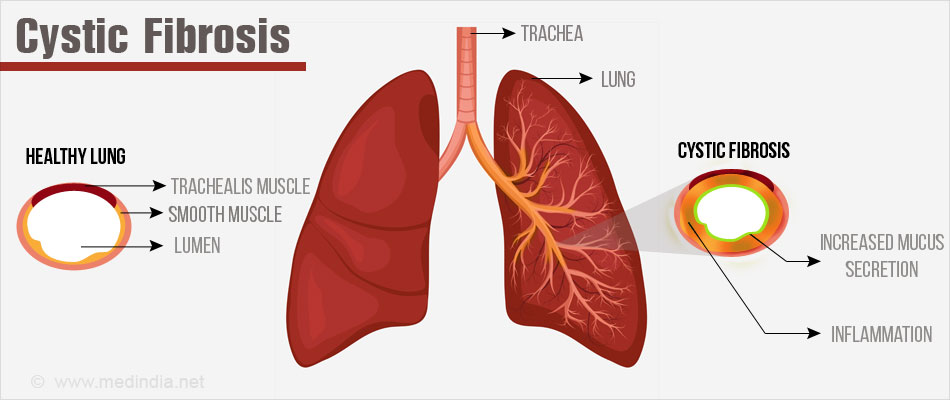 Cystic Fibrosis
TRACHEA
LUNG
HEALTHY LUNG
TRACHEALIS MUSCLE
SMOOTH MUSCLE
LUMEN
CYSTIC FIBROSIS
INCREASED MUCUS
SECRETION
INFLAMMATION
© www.medindia.net